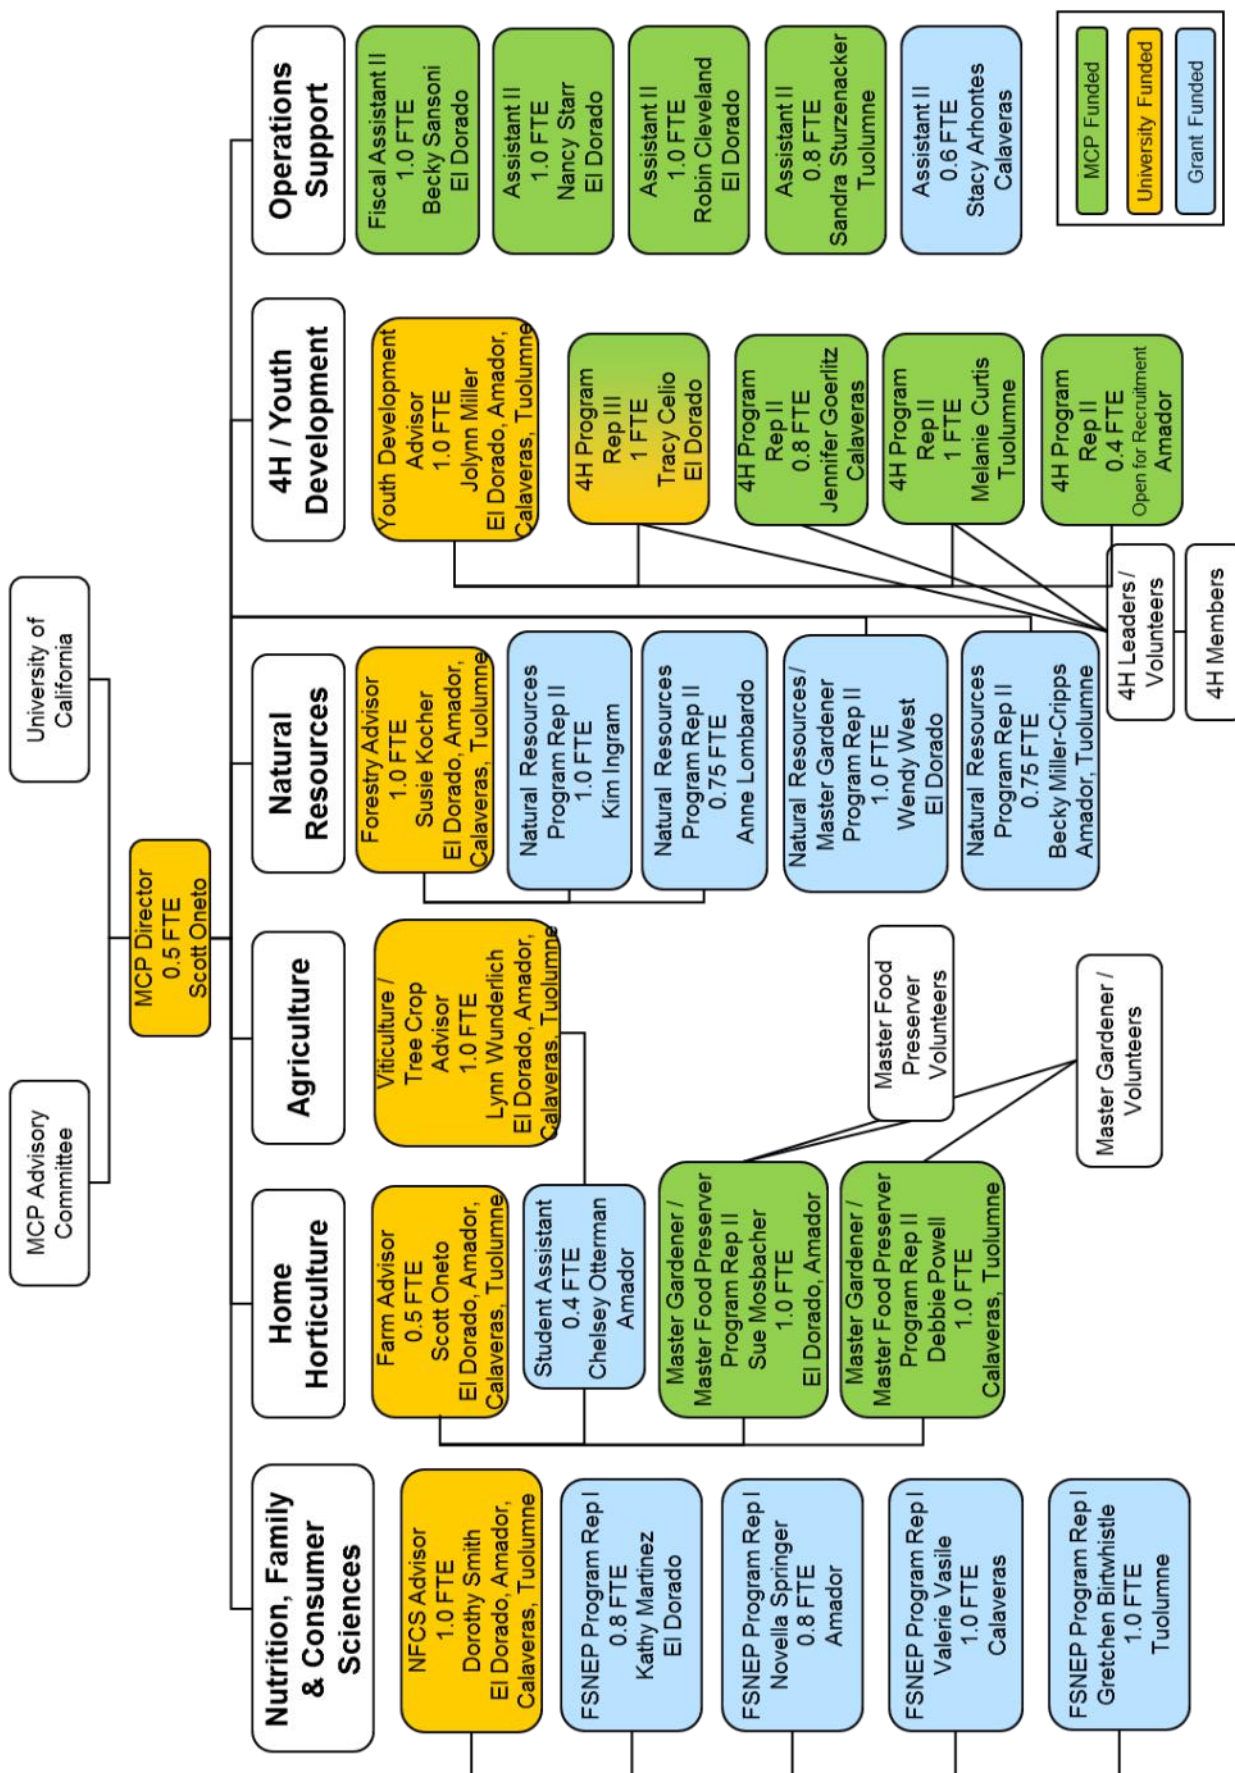 MCP Advisory
Committee
University of
California
MCP Director
0.5 FTE
Scott Oneto
Nutrition, Family
& Consumer
Sciences
NFCS Advisor
1.0 FTE
Dorothy Smith
El Dorado, Amador,
Calaveras, Tuolumne
FSNEP Program Rep I
0.8 FTE
Kathy Martinez
El Dorado
FSNEP Program Rep I
Novella Springer
0.8 FTE
Amador
FSNEP Program Rep I
Valerie Vasile
1.0 FTE
Calaveras
FSNEP Program Rep I
Gretchen Birtwhistle
1.0 FTE
Tuolumne
Home
Horticulture
Farm Advisor
0.5 FTE
Scott Oneto
El Dorado, Amador,
Calaveras, Tuolumne
Student Assistant
0.4 FTE
Chelsey Otterman
Amador
Master Gardener /
Master Food Preserver
Program Rep II
Sue Mosbacher
1.0 FTE
El Dorado, Amador
Master Gardener /
Master Food Preserver
Program Rep II
Debbie Powell
1.0 FTE
Calaveras, Tuolumne
Agriculture
Viticulture /
Tree Crop
Advisor
1.0 FTE
Lynn Wunderlich
El Dorado, Amador,
Calaveras, Tuolumne
Master Food
Preserver
Volunteers
Master Gardener /
Volunteers
Natural
Resources
Forestry Advisor
1.0 FTE
Susie Kocher
El Dorado, Amador,
Calaveras, Tuolumne
Natural Resources
Program Rep II
1.0 FTE
Kim Ingram
Natural Resources
Program Rep II
0.75 FTE
Anne Lombardo
Natural Resources/
Master Gardener
Program Rep II
1.0 FTE
Wendy West
El Dorado
Natural Resources
Program Rep II
0.75 FTE
Becky Miller-Cripps
Amador, Tuolumne
4H / Youth
Development
Youth Development
Advisor
1.0 FTE
Jolynn Miller
El Dorado, Amador,
Calaveras, Tuolumne
4H Program
Rep III
1 FTE
Tracy Celio
El Dorado
4H Program
Rep II
0.8 FTE
Jennifer Goerlitz
Calaveras
4H Program
Rep II
1 FTE
Melanie Curtis
Tuolumne
4H Program
Rep II
0.4 FTE
Open for Recruitment
Amador
4H Leaders /
Volunteers
4H Members
Operations
Support
Fiscal Assistant II
1.0 FTE
Becky Sansoni
El Dorado
Assistant II
1.0 FTE
Nancy Starr
El Dorado
Assistant II
1.0 FTE
Robin Cleveland
El Dorado
Assistant II
0.8 FTE
Sandra Sturzenacker
Tuolumne
Assistant II
0.6 FTE
Stacy Arhontes
Calaveras
MCP Funded
University Funded
Grant Funded